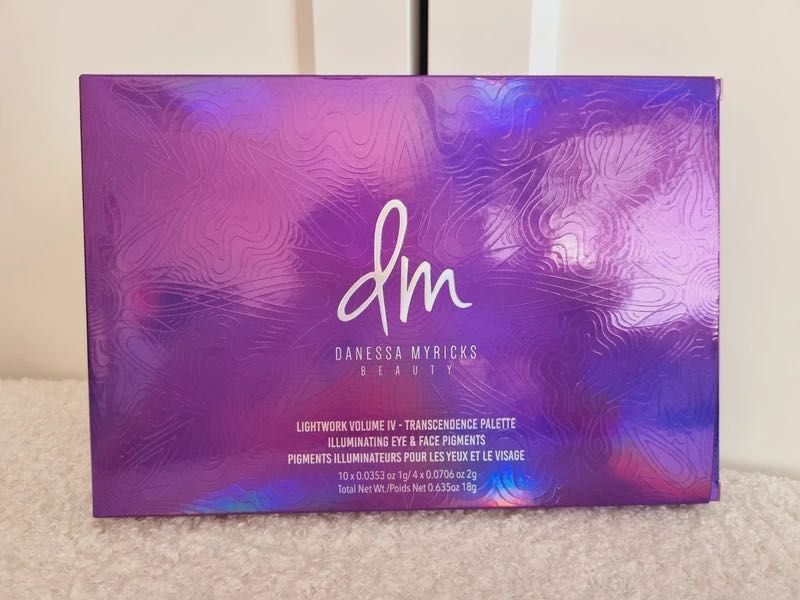 dm
DANESSA MYRICKS
BEAUTY
LIGHTWORK VOLUME IV - TRANSCENDENCE PALETTE
ILLUMINATING EYE & FACE PIGMENTS
PIGMENTS ILLUMINATEURS POUR LES YEUX ET LE VISAGE
10 x 0.0353 oz 1g/ 4 x 0.0706 oz 2g
Total Net Wt./Poids Net 0.635oz 18g